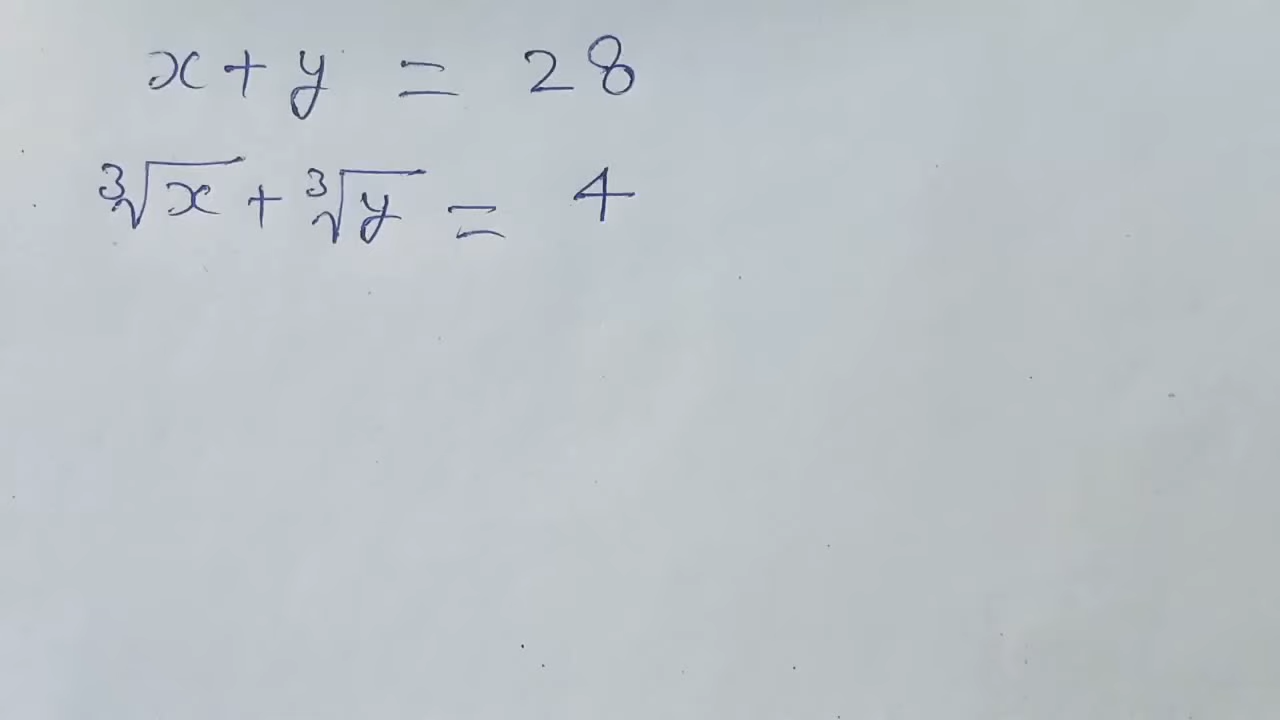 x + y = 28
∛x + ∛y = 4